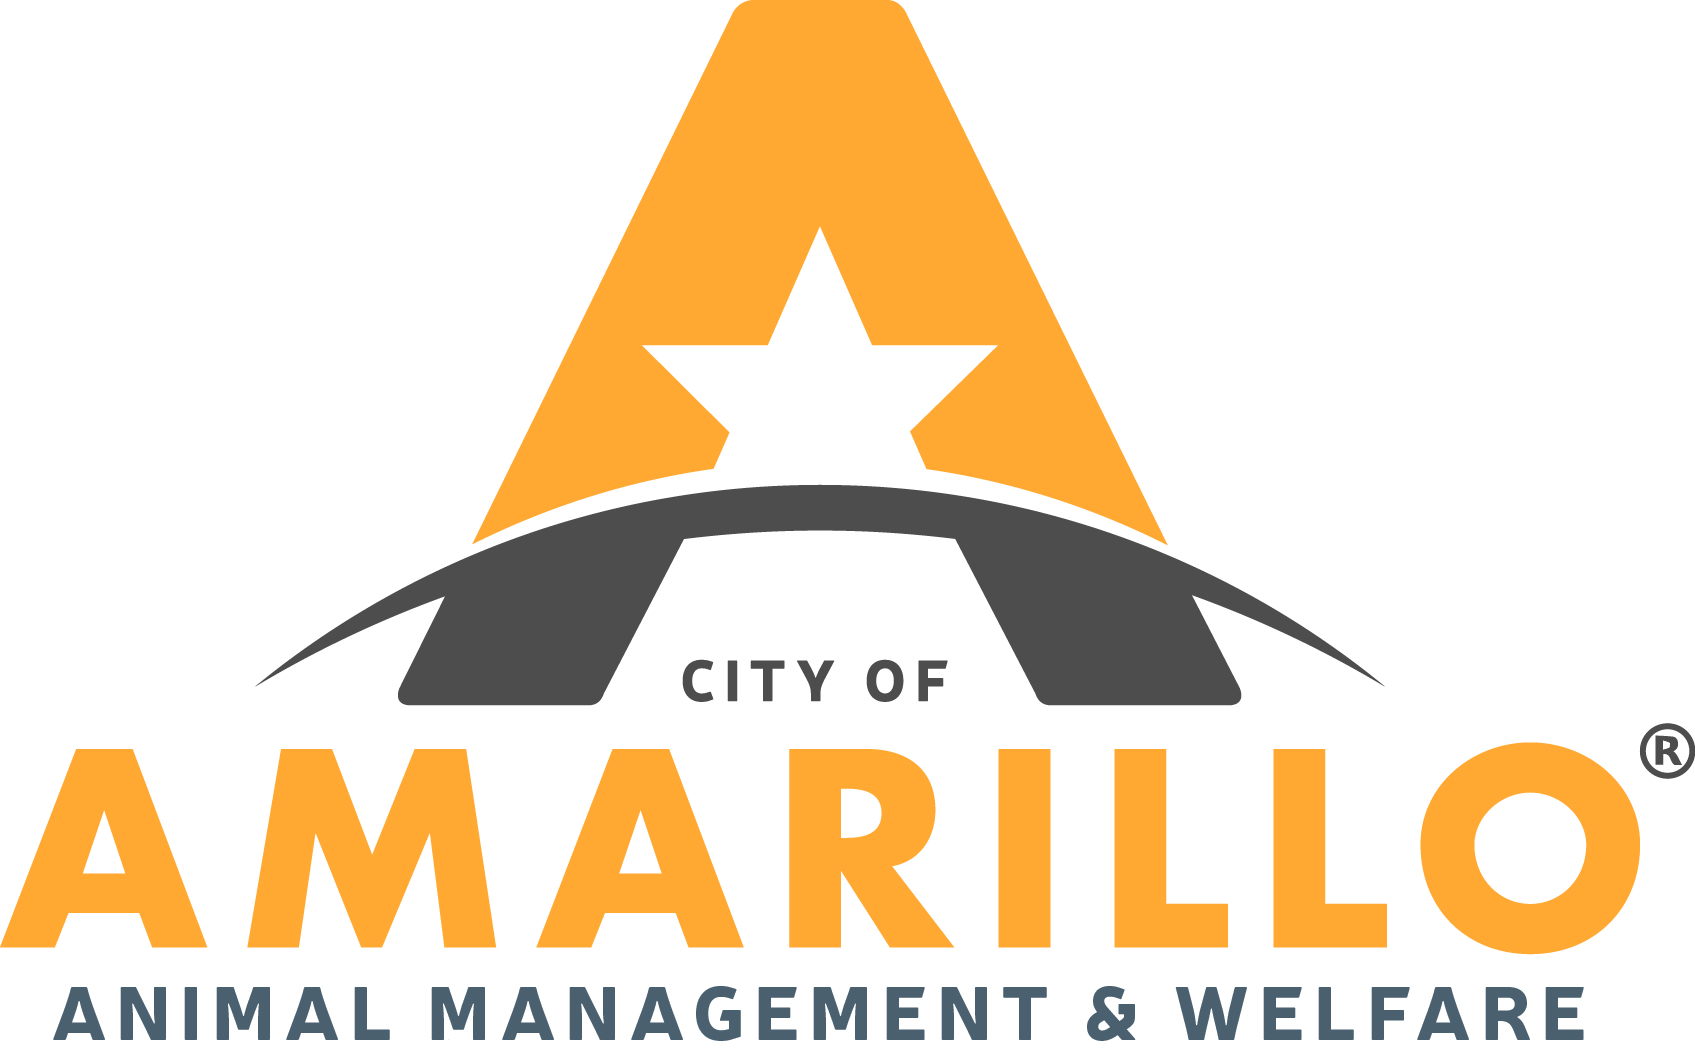 CITY OF
AMARILLO®
ANIMAL MANAGEMENT & WELFARE